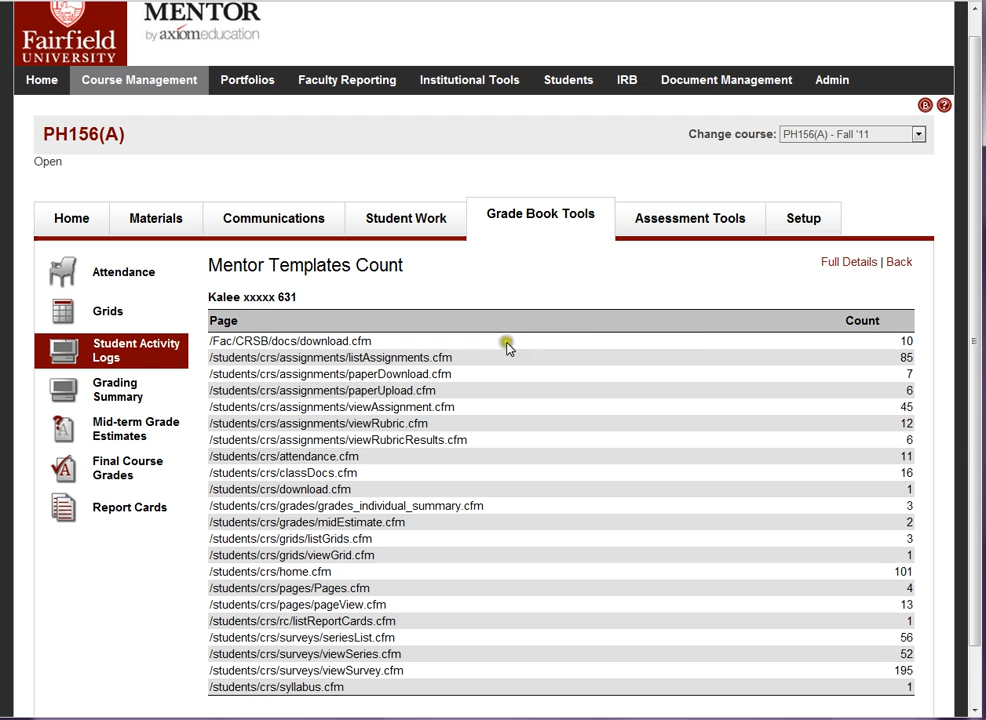 Fairfield
UNIVERSITY
MENTOR
by axiomeducation
Home Course Management Portfolios Faculty Reporting Institutional Tools Students IRB Document Management Admin
B ?
PH156(A)
Change course: PH156(A) - Fall '11
Open
Home Materials Communications Student Work Grade Book Tools Assessment Tools Setup
Attendance
Grids
Student Activity
Logs
Grading
Summary
Mid-term Grade
Estimates
Final Course
Grades
Report Cards
Mentor Templates Count
Full Details | Back
Kalee xxxxx 631
Page Count
/Fac/CRSB/docs/download.cfm 10
/students/crs/assignments/listAssignments.cfm 85
/students/crs/assignments/paperDownload.cfm 7
/students/crs/assignments/paperUpload.cfm 6
/students/crs/assignments/viewAssignment.cfm 45
/students/crs/assignments/viewRubric.cfm 12
/students/crs/assignments/viewRubricResults.cfm 6
/students/crs/attendance.cfm 11
/students/crs/classDocs.cfm 16
/students/crs/download.cfm 1
/students/crs/grades/grades_individual_summary.cfm 3
/students/crs/grades/midEstimate.cfm 2
/students/crs/grids/listGrids.cfm 3
/students/crs/grids/viewGrid.cfm 1
/students/crs/home.cfm 101
/students/crs/pages/Pages.cfm 4
/students/crs/pages/pageView.cfm 13
/students/crs/rc/listReportCards.cfm 1
/students/crs/surveys/seriesList.cfm 56
/students/crs/surveys/viewSeries.cfm 52
/students/crs/surveys/viewSurvey.cfm 195
/students/crs/syllabus.cfm 1